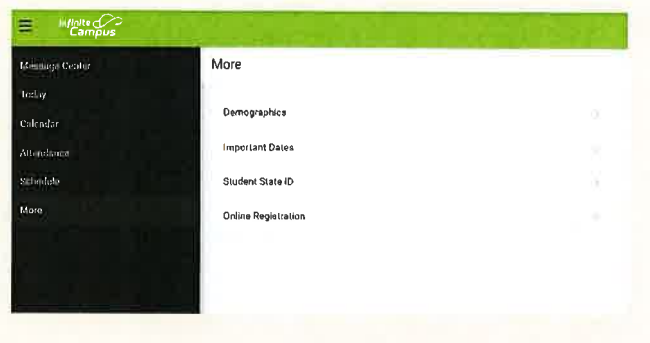 Infinite
Campus
Message Center
Today
Calendar
Attendance
Schedule
More
More
Demographics
Important Dates
Student State ID
Online Registration